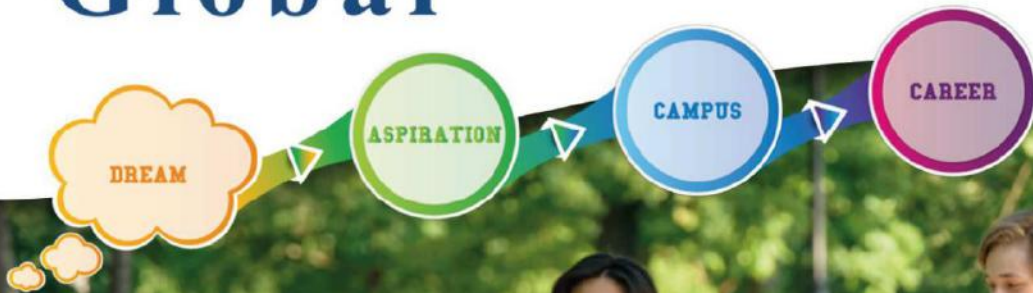 Global
DREAM
ASPIRATION
CAMPUS
CAREER